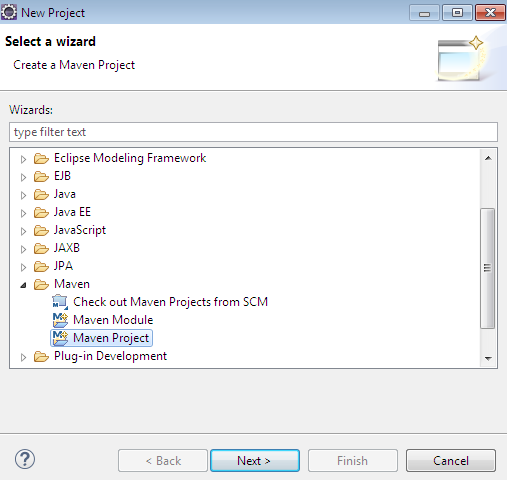 New Project
Select a wizard
Create a Maven Project
Wizards:
type filter text
Eclipse Modeling Framework
EJB
Java
Java EE
JavaScript
JAXB
JPA
Maven
Check out Maven Projects from SCM
Maven Module
Maven Project
Plug-in Development
< Back
Next >
Finish
Cancel